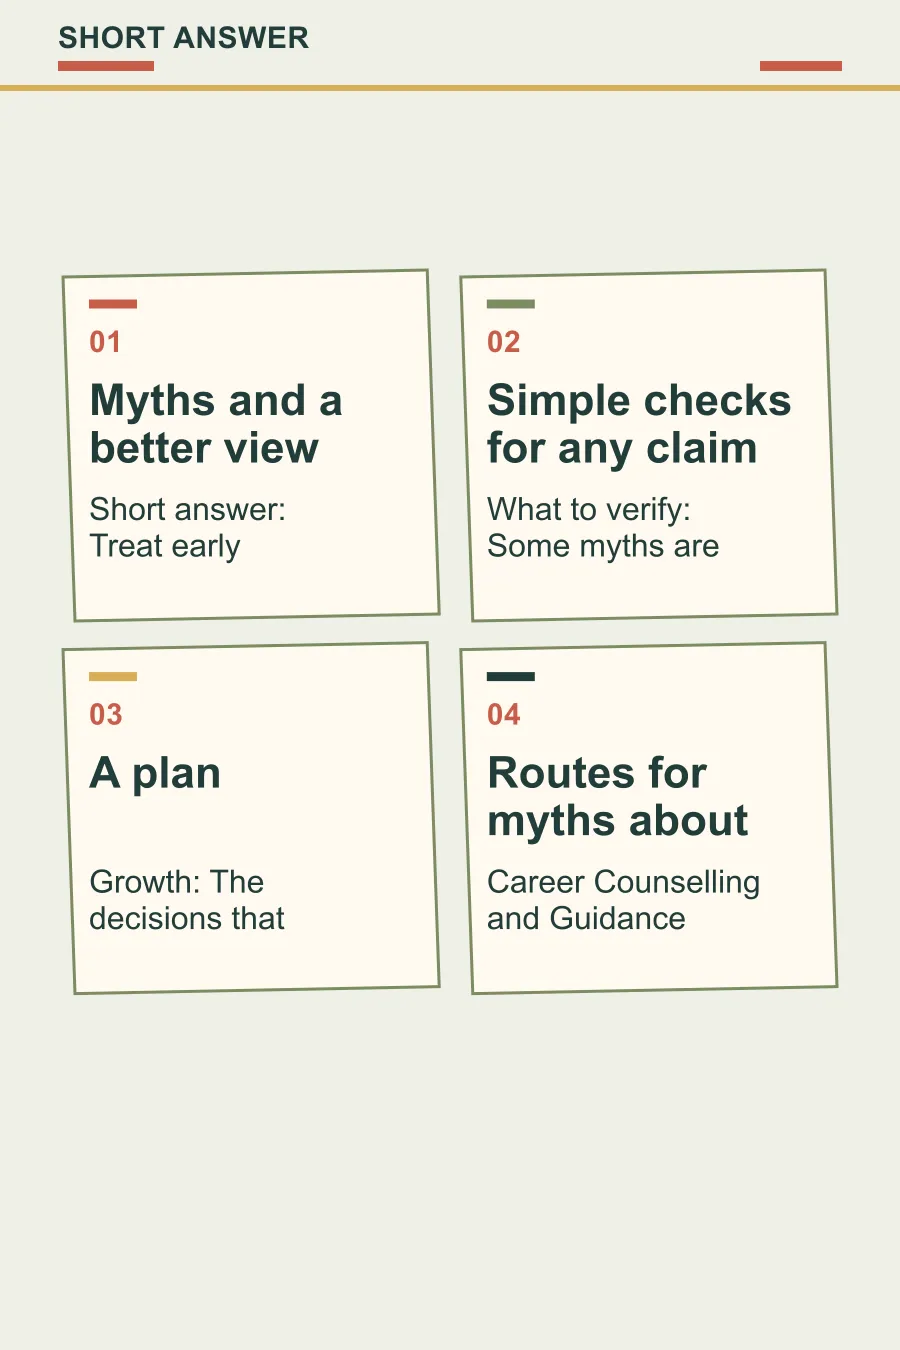 SHORT ANSWER
01
Myths and a
better view
Short answer:
Treat early
02
Simple checks
for any claim
What to verify:
Some myths are
03
A plan
Growth: The
decisions that
04
Routes for
myths about
Career Counselling
and Guidance